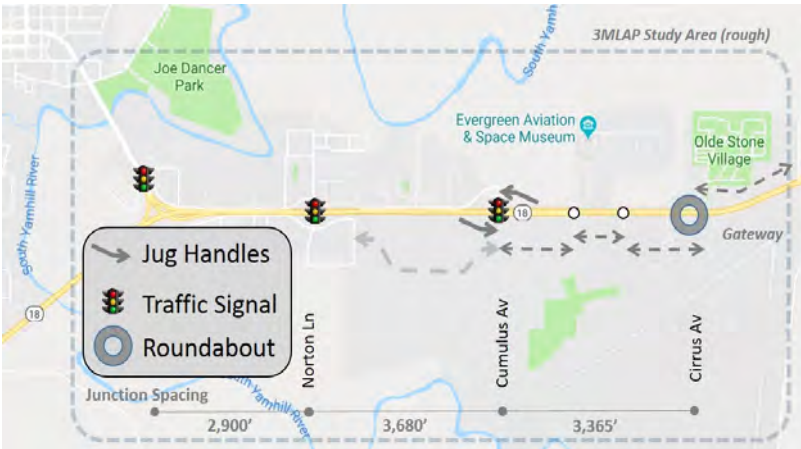 3MLAP Study Area (rough)
South Yamhill
Joe Dancer
Park
Evergreen Aviation
& Space Museum
Olde Stone
Village
South Yamhill River
18
Gateway
Jug Handles
Traffic Signal
Roundabout
18
Norton Ln
Cumulus Av
Cirrus Av
South Yamhill River
Junction Spacing
2,900’
3,680’
3,365’